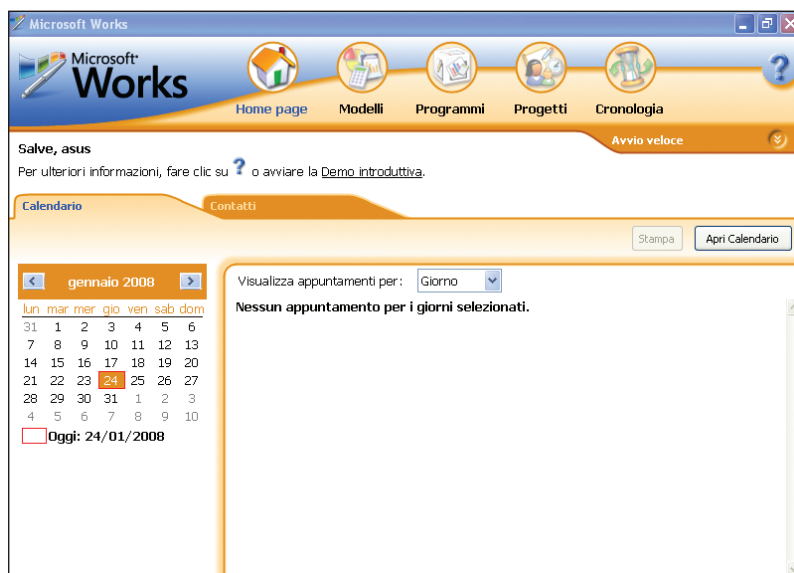 Microsoft Works
Microsoft
Works
Home page Modelli Programmi Progetti Cronologia
?
Avvio veloce
Salve, asus
Per ulteriori informazioni, fare clic su ? o avviare la Demo introduttiva.
Calendario Contatti
Stampa Apri Calendario
gennaio 2008
Visualizza appuntamenti per: Giorno
lun mar mer gio ven sab dom
Nessun appuntamento per i giorni selezionati.
31 1 2 3 4 5 6
7 8 9 10 11 12 13
14 15 16 17 18 19 20
21 22 23 24 25 26 27
28 29 30 31 1 2 3
4 5 6 7 8 9 10
Oggi: 24/01/2008